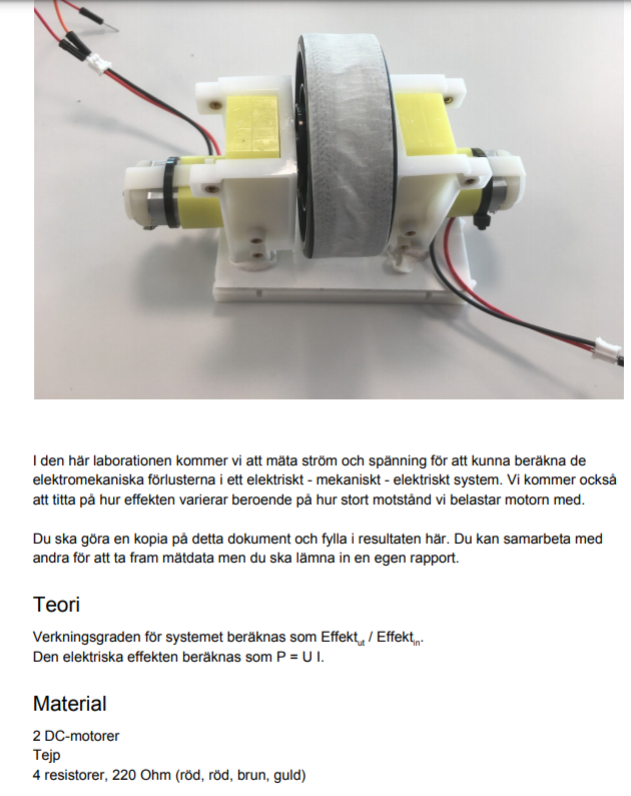 I den här laborationen kommer vi att mäta ström och spänning för att kunna beräkna de
elektromekaniska förlusterna i ett elektriskt - mekaniskt - elektriskt system. Vi kommer också
att titta på hur effekten varierar beroende på hur stort motstånd vi belastar motorn med.
Du ska göra en kopia på detta dokument och fylla i resultaten här. Du kan samarbeta med
andra för att ta fram mätdata men du ska lämna in en egen rapport.
Teori
Verkningsgraden för systemet beräknas som Effekt_ut / Effekt_in.
Den elektriska effekten beräknas som P = U I.
Material
2 DC-motorer
Tejp
4 resistorer, 220 Ohm (röd, röd, brun, guld)